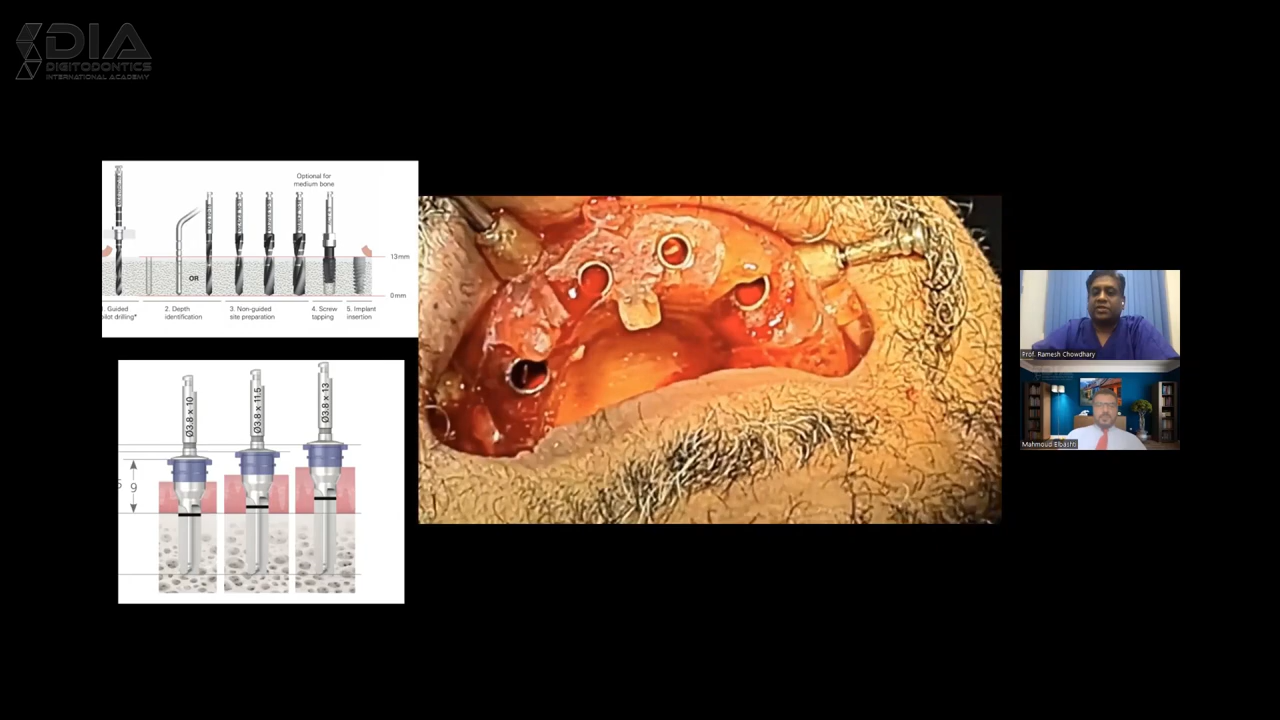 DIA
DIGITODONTICS
INTERNATIONAL ACADEMY
Optional for
medium bone
OR
13mm
0mm
1. Guided
pilot drilling*
2. Depth
identification
3. Non-guided
site preparation
4. Screw
tapping
5. Implant
insertion
Ø3.8 x 10
Ø3.8 x 11.5
Ø3.8 x 13
9
Prof. Ramesh Chowdhary
Mahmoud Elbashti